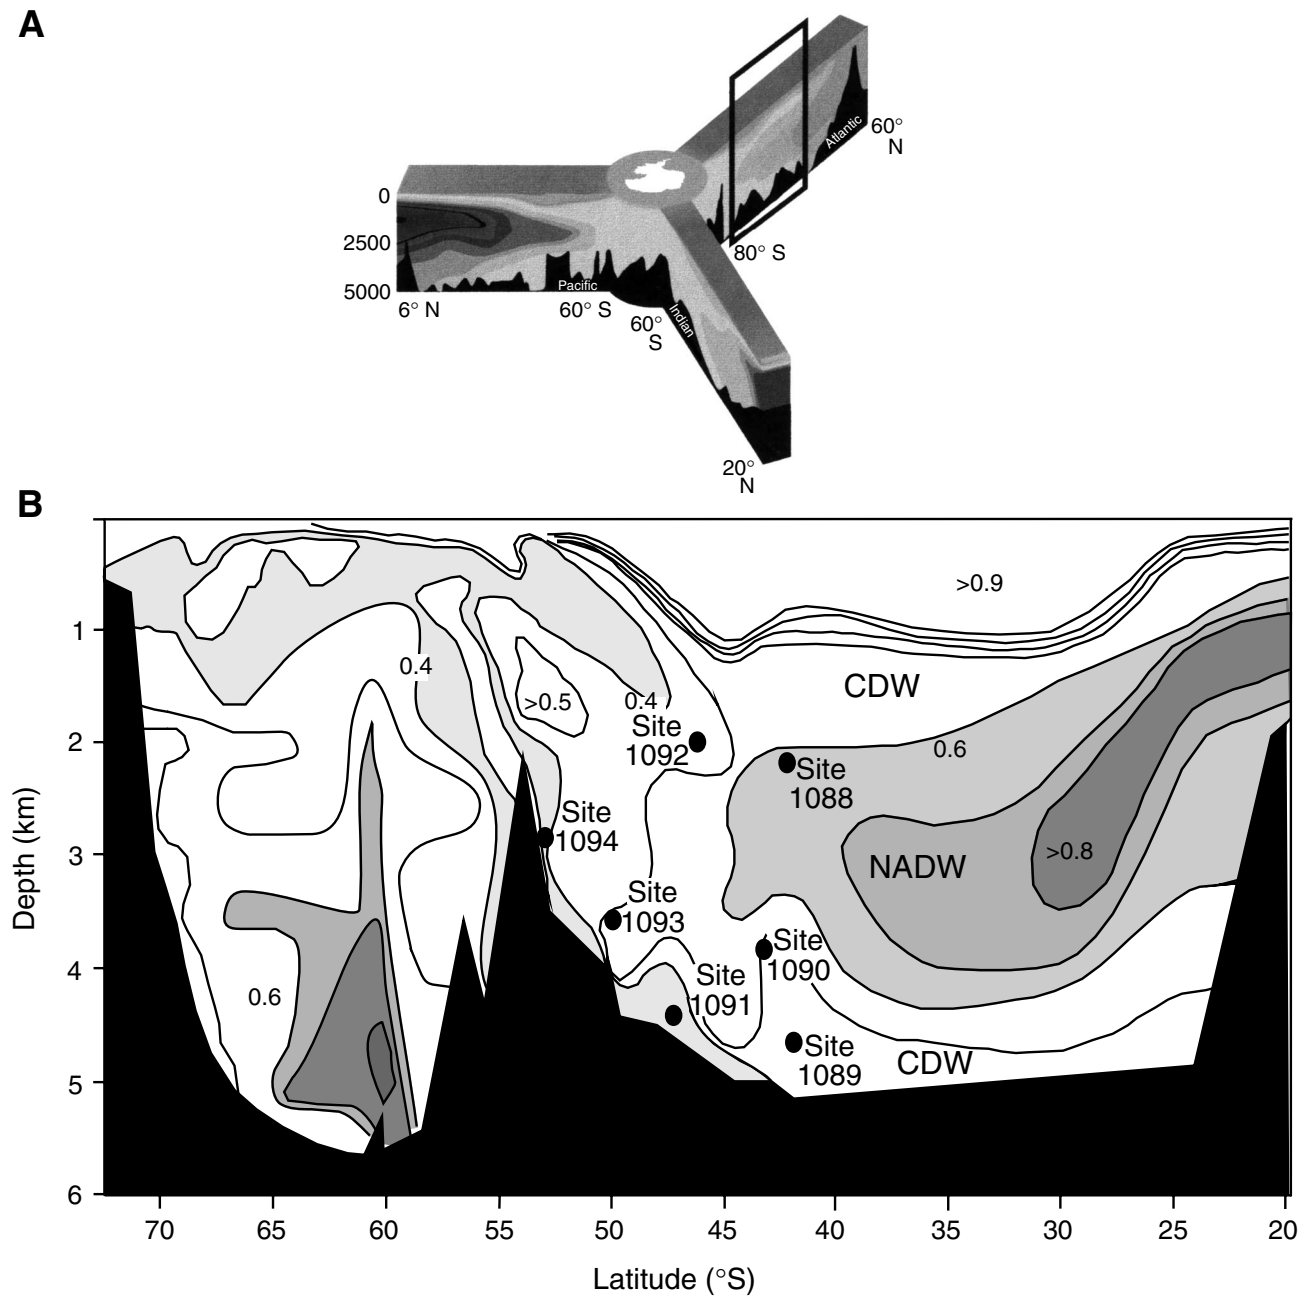 A
Atlantic
60°
N
0
2500
5000
80° S
Pacific
6° N
60° S
60°
S
Indian
20°
N
B
>0.9
1
0.4
CDW
>0.5
0.4
Site
1092
2
0.6
Site
1088
Site
1094
Depth (km)
3
>0.8
NADW
Site
1093
Site
1090
4
Site
1091
0.6
Site
1089
CDW
5
6
70
65
60
55
50
45
40
35
30
25
20
Latitude (°S)